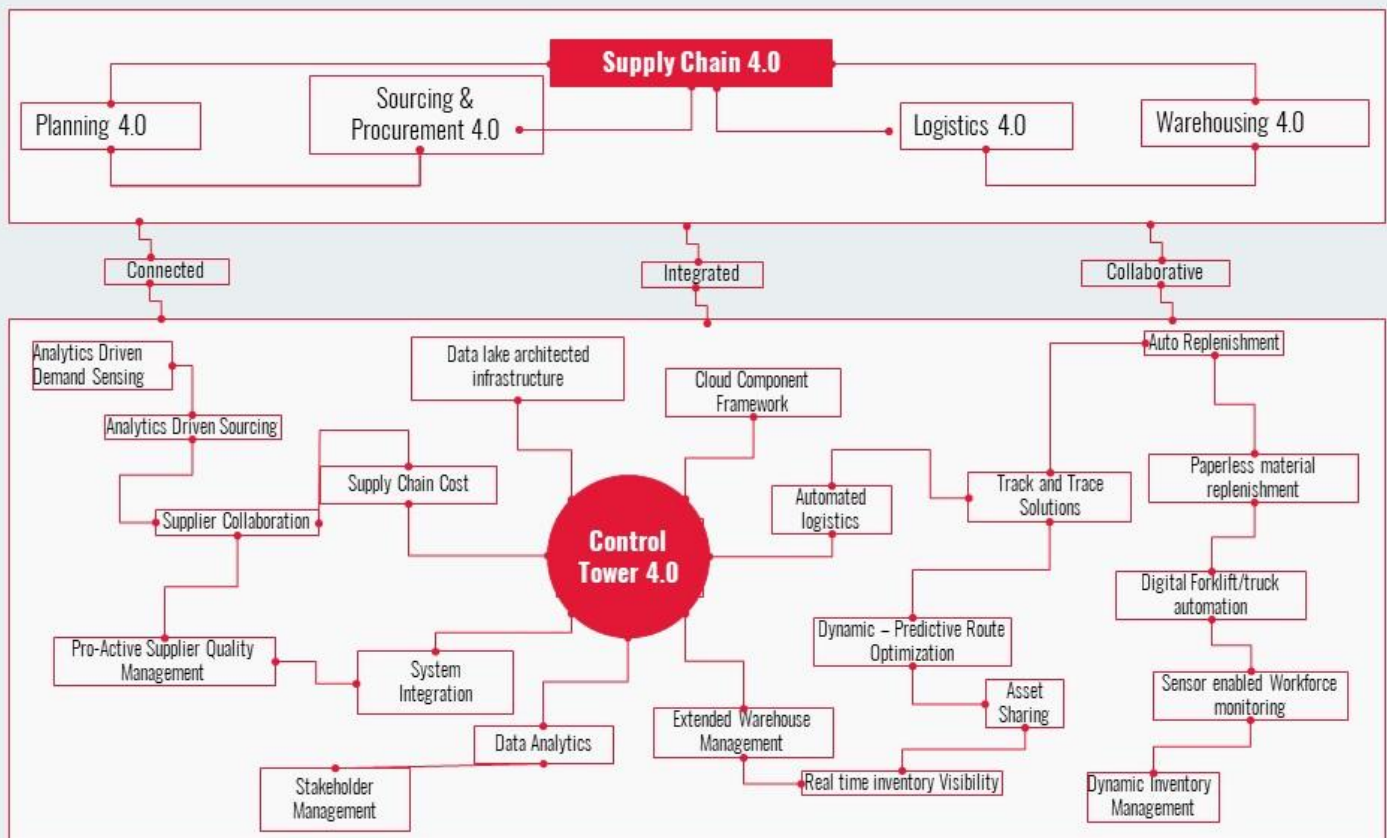 Supply Chain 4.0
Planning 4.0
Sourcing &
Procurement 4.0
Logistics 4.0
Warehousing 4.0
Connected
Integrated
Collaborative
Analytics Driven
Demand Sensing
Data lake architected
infrastructure
Cloud Component
Framework
Auto Replenishment
Analytics Driven Sourcing
Supply Chain Cost
Supplier Collaboration
Automated
logistics
Track and Trace
Solutions
Paperless material
replenishment
Control
Tower 4.0
Digital Forklift/truck
automation
Pro-Active Supplier Quality
Management
System
Integration
Dynamic – Predictive Route
Optimization
Asset
Sharing
Sensor enabled Workforce
monitoring
Data Analytics
Extended Warehouse
Management
Stakeholder
Management
Real time inventory Visibility
Dynamic Inventory
Management